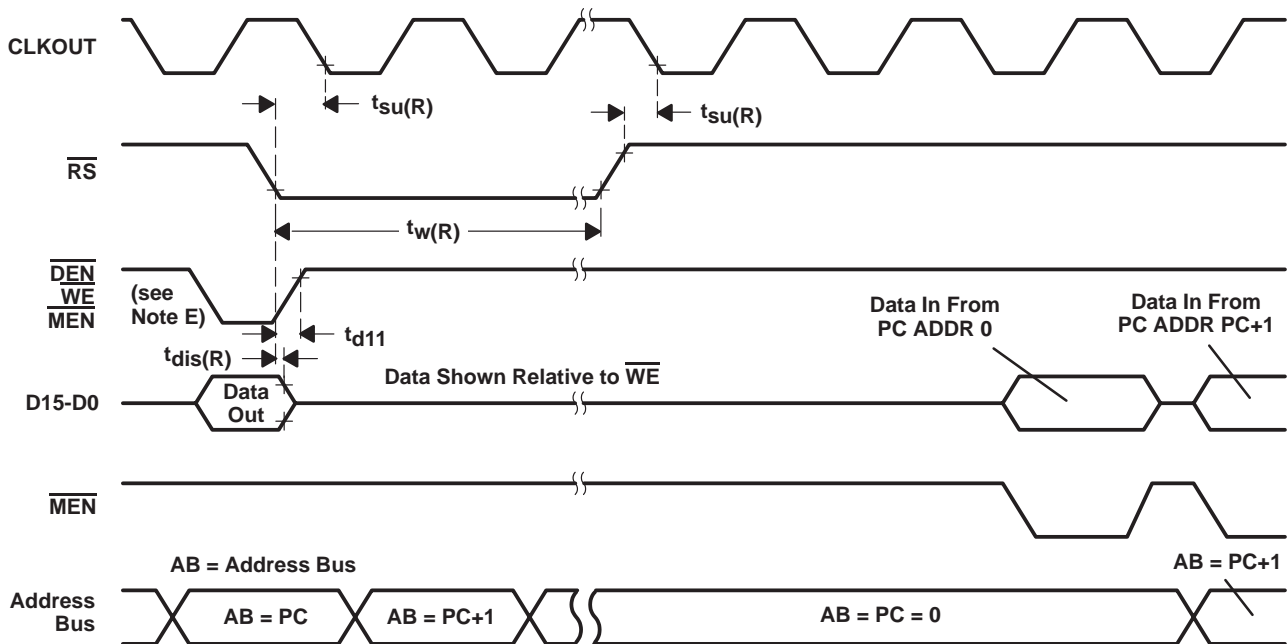 CLKOUT
tsu(R)
tsu(R)
RS
tw(R)
DEN
WE
MEN
(see
Note E)
td11
Data In From
PC ADDR 0
Data In From
PC ADDR PC+1
tdis(R)
Data Shown Relative to WE
D15-D0
Data
Out
MEN
AB = Address Bus
AB = PC+1
Address
Bus
AB = PC
AB = PC+1
AB = PC = 0